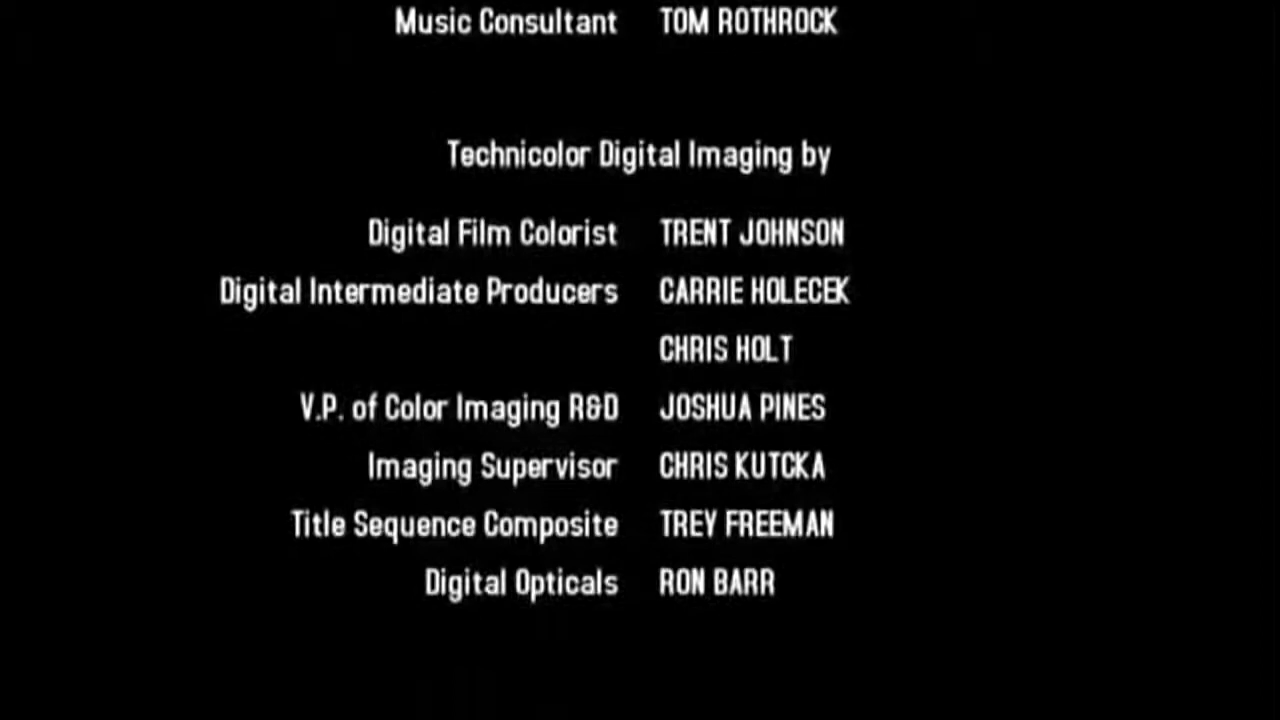 Music Consultant TOM ROTHROCK
Technicolor Digital Imaging by
Digital Film Colorist TRENT JOHNSON
Digital Intermediate Producers CARRIE HOLECEK
CHRIS HOLT
V.P. of Color Imaging R&D JOSHUA PINES
Imaging Supervisor CHRIS KUTCKA
Title Sequence Composite TREY FREEMAN
Digital Opticals RON BARR